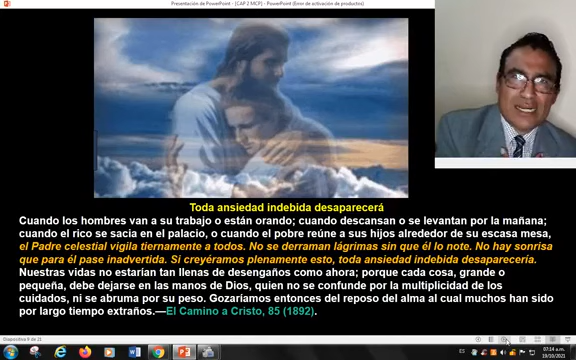 Presentación de PowerPoint - [CAP 2 MCP] - PowerPoint (Error de activación de productos)
Toda ansiedad indebida desaparecerá
Cuando los hombres van a su trabajo o están orando; cuando descansan o se levantan por la mañana;
cuando el rico se sacia en el palacio, o cuando el pobre reúne a sus hijos alrededor de su escasa mesa,
el Padre celestial vigila tiernamente a todos. No se derraman lágrimas sin que él lo note. No hay sonrisa
que para él pase inadvertida. Si creyéramos plenamente esto, toda ansiedad indebida desaparecería.
Nuestras vidas no estarían tan llenas de desengaños como ahora; porque cada cosa, grande o
pequeña, debe dejarse en las manos de Dios, quien no se confunde por la multiplicidad de los
cuidados, ni se abruma por su peso. Gozaríamos entonces del reposo del alma al cual muchos han sido
por largo tiempo extraños.—El Camino a Cristo, 85 (1892).
Diapositiva 9 de 21
ES
07:14 a.m.
19/10/2021